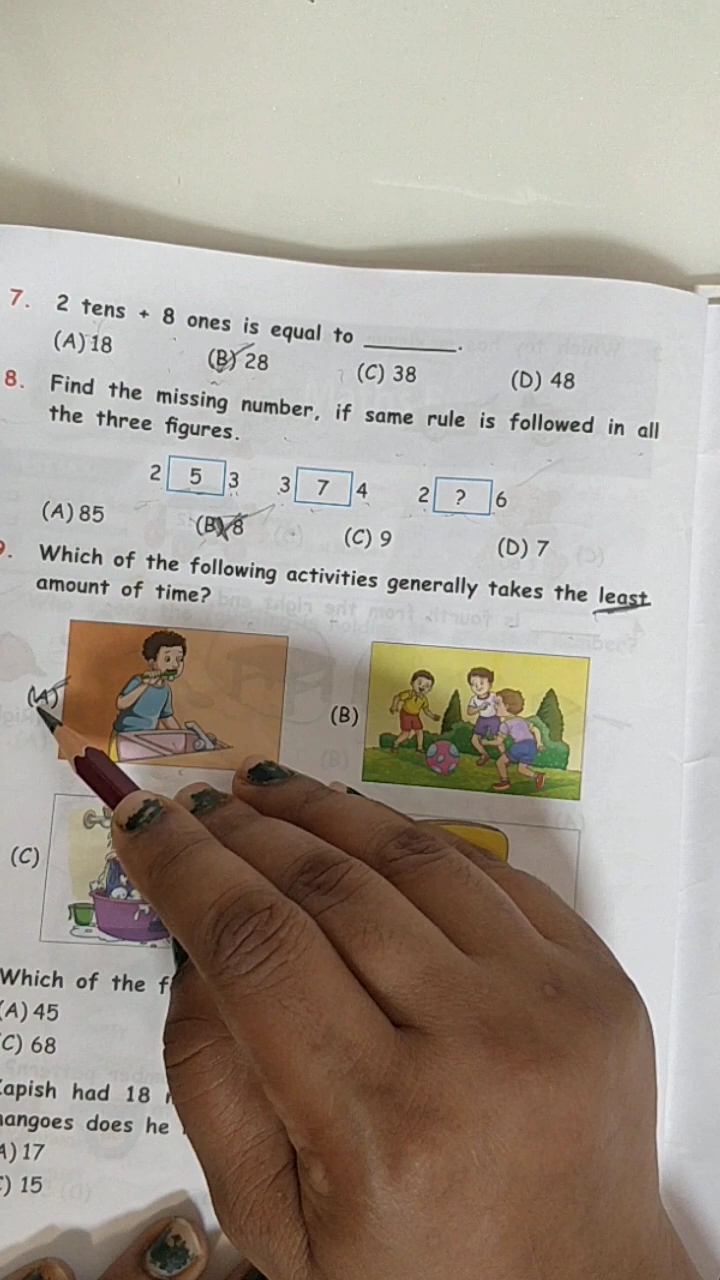 7. 2 tens + 8 ones is equal to ________.
(A) 18 (B) 28 (C) 38 (D) 48
8. Find the missing number, if same rule is followed in all
the three figures.
2 5 3 3 7 4 2 ? 6
(A) 85 (B) 8 (C) 9 (D) 7
. Which of the following activities generally takes the least
amount of time?
(A) (B)
(C)
Which of the
(A) 45
C) 68
apish had 18
angoes does he
A) 17
) 15